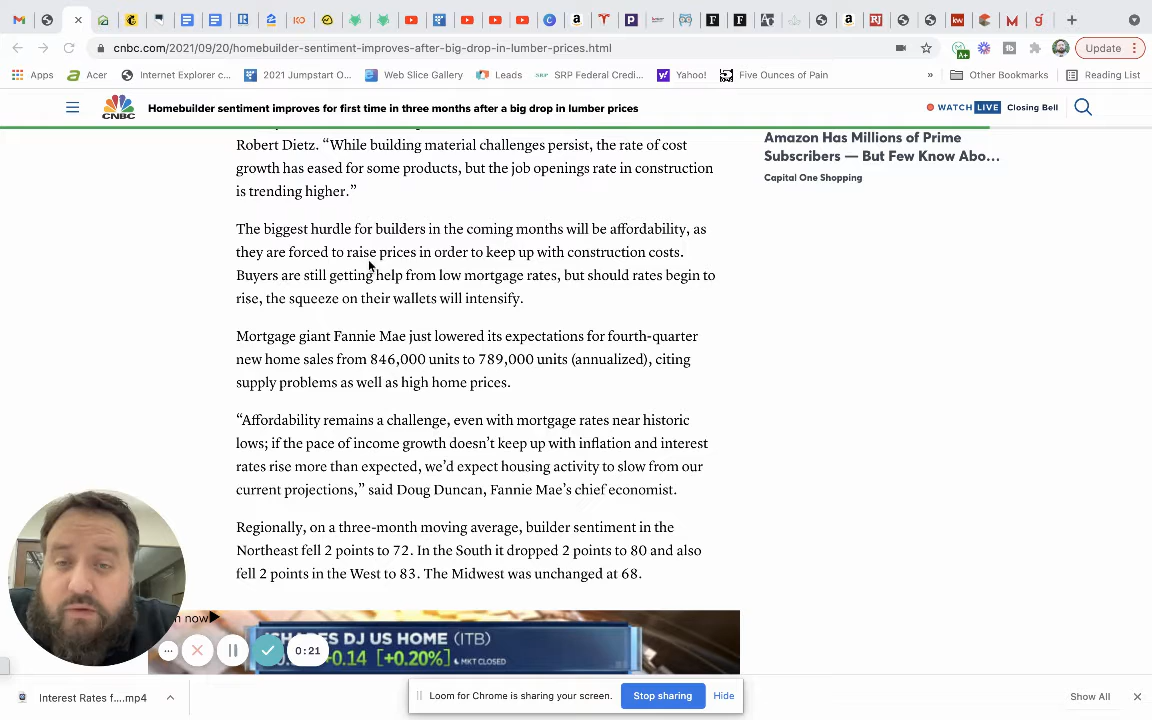 cnbc.com/2021/09/20/homebuilder-sentiment-improves-after-big-drop-in-lumber-prices.html
Update
Apps
Acer
Internet Explorer c...
2021 Jumpstart O...
Web Slice Gallery
Leads
SRP Federal Credi...
Yahoo!
Five Ounces of Pain
»
Other Bookmarks
Reading List
CNBC
Homebuilder sentiment improves for first time in three months after a big drop in lumber prices
WATCH LIVE Closing Bell
Robert Dietz. “While building material challenges persist, the rate of cost
growth has eased for some products, but the job openings rate in construction
is trending higher.”
The biggest hurdle for builders in the coming months will be affordability, as
they are forced to raise prices in order to keep up with construction costs.
Buyers are still getting help from low mortgage rates, but should rates begin to
rise, the squeeze on their wallets will intensify.
Mortgage giant Fannie Mae just lowered its expectations for fourth-quarter
new home sales from 846,000 units to 789,000 units (annualized), citing
supply problems as well as high home prices.
“Affordability remains a challenge, even with mortgage rates near historic
lows; if the pace of income growth doesn’t keep up with inflation and interest
rates rise more than expected, we’d expect housing activity to slow from our
current projections,” said Doug Duncan, Fannie Mae’s chief economist.
Regionally, on a three-month moving average, builder sentiment in the
Northeast fell 2 points to 72. In the South it dropped 2 points to 80 and also
fell 2 points in the West to 83. The Midwest was unchanged at 68.
Amazon Has Millions of Prime
Subscribers — But Few Know Abo...
Capital One Shopping
now
US HOME (ITB)
+0.14 [+0.20%] MKT CLOSED
0:21
Interest Rates f....mp4
Loom for Chrome is sharing your screen.
Stop sharing
Hide
Show All